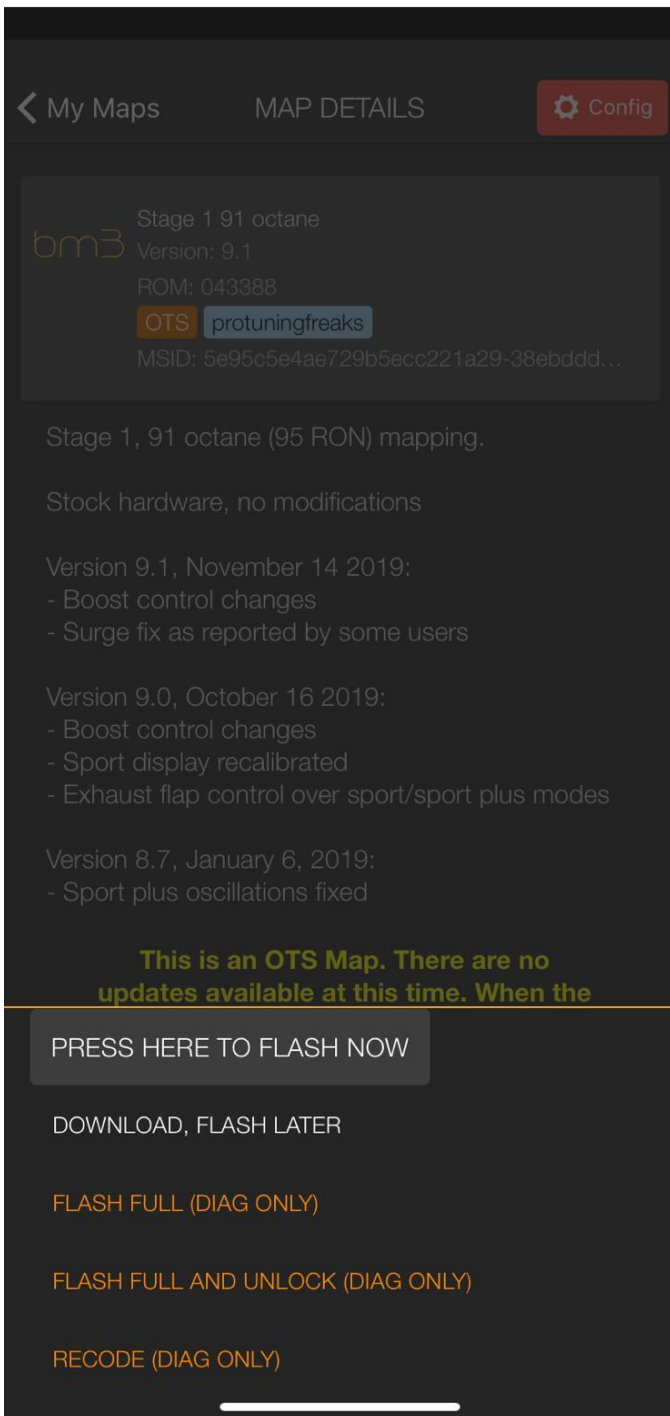 My Maps
MAP DETAILS
Config
bm3
Stage 1 91 octane
Version: 9.1
ROM: 043388
OTS protuningfreaks
MSID: 5e95c5e4ae729b5ecc221a29-38ebddd...
Stage 1, 91 octane (95 RON) mapping.
Stock hardware, no modifications
Version 9.1, November 14 2019:
- Boost control changes
- Surge fix as reported by some users
Version 9.0, October 16 2019:
- Boost control changes
- Sport display recalibrated
- Exhaust flap control over sport/sport plus modes
Version 8.7, January 6, 2019:
- Sport plus oscillations fixed
This is an OTS Map. There are no
updates available at this time. When the
PRESS HERE TO FLASH NOW
DOWNLOAD, FLASH LATER
FLASH FULL (DIAG ONLY)
FLASH FULL AND UNLOCK (DIAG ONLY)
RECODE (DIAG ONLY)